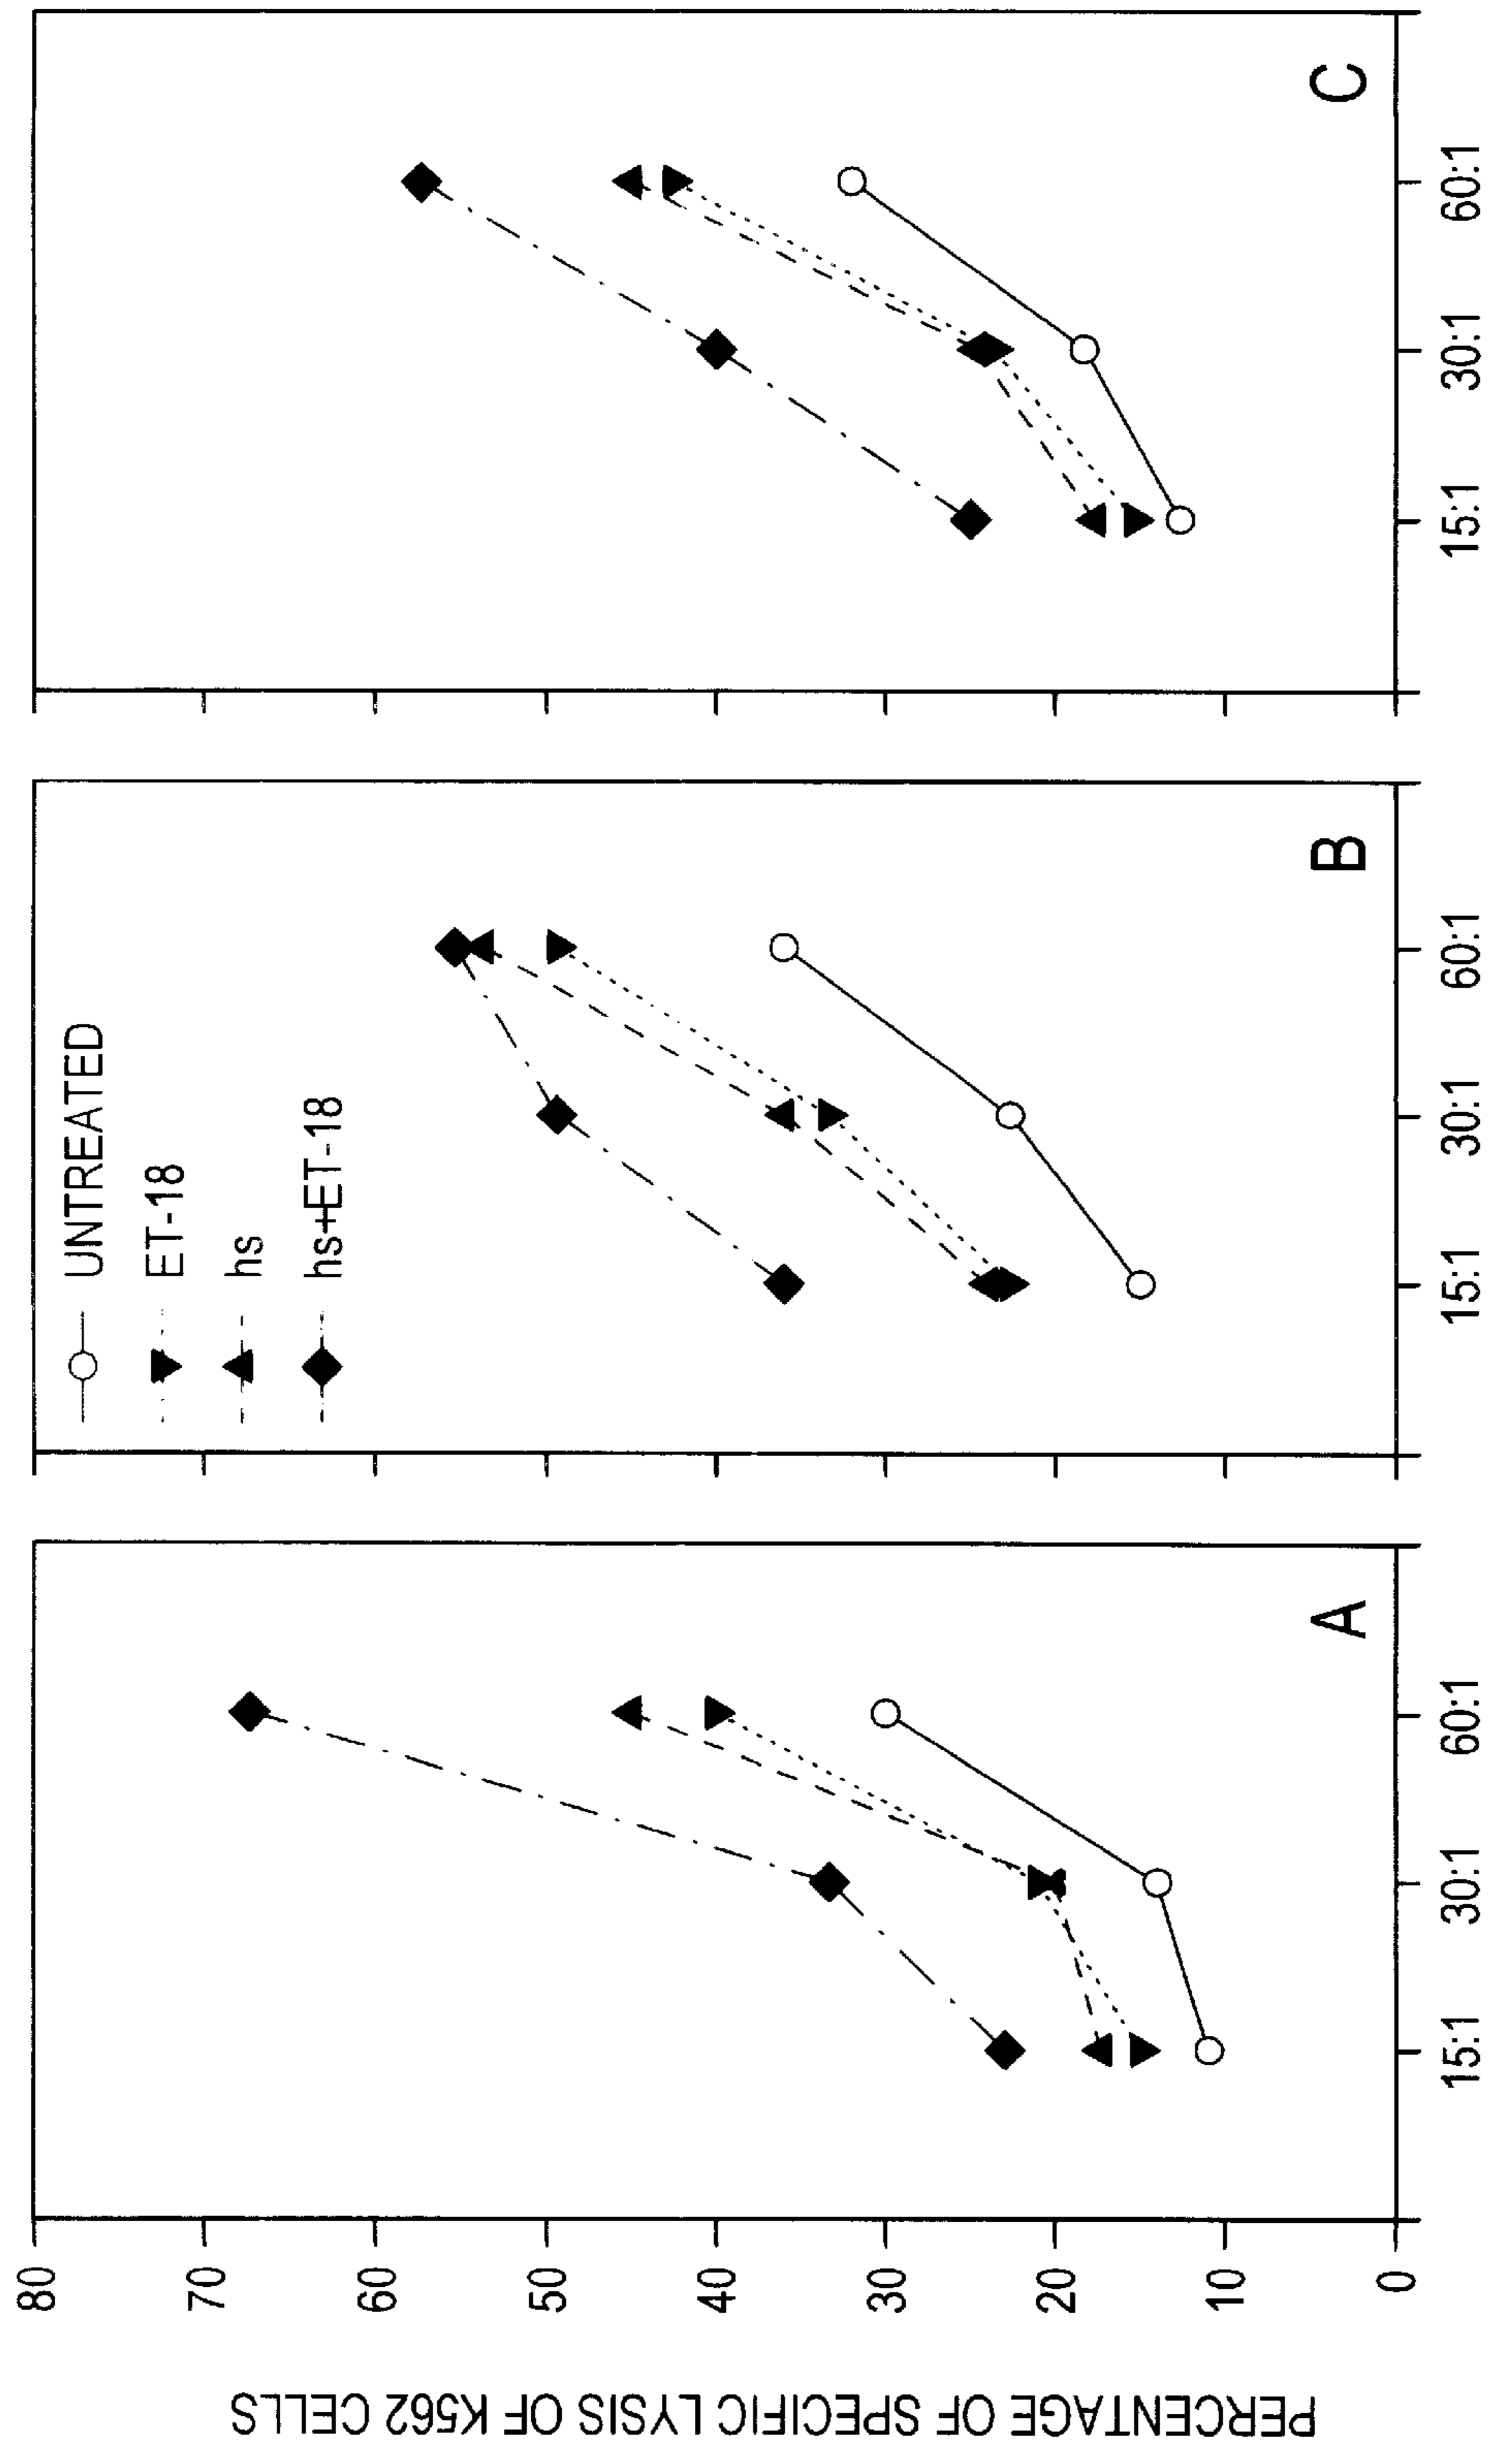 PERCENTAGE OF SPECIFIC LYSIS OF K562 CELLS
80
70
60
50
40
30
20
10
0
A
15:1
30:1
60:1
UNTREATED
ET-18
hs
hs+ET-18
B
15:1
30:1
60:1
C
15:1
30:1
60:1